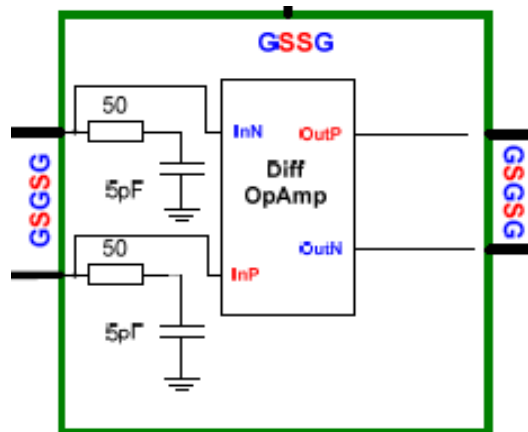 GSSG
50
InN
OutP
5pF
Diff
OpAmp
GSGSG
GSGSG
50
OutN
InP
5pF